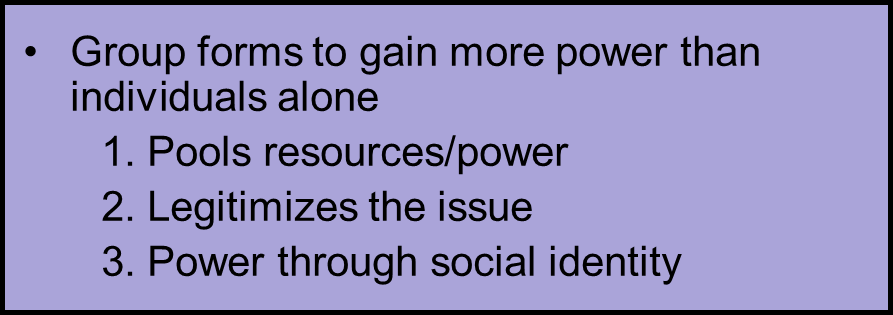 • Group forms to gain more power than
individuals alone
1. Pools resources/power
2. Legitimizes the issue
3. Power through social identity